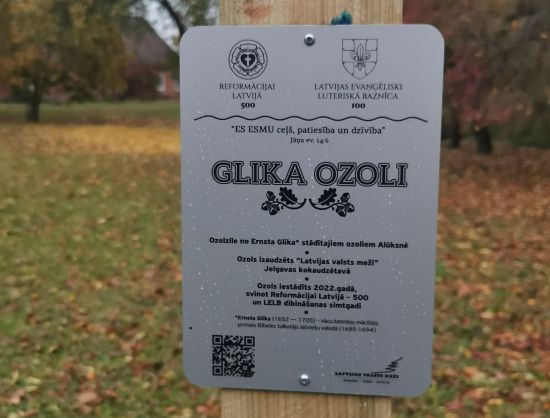 REFORMĀCIJAI
LATVIJĀ
500
LATVIJAS EVAŅĢĒLISKI
LUTERISKĀ BAZNĪCA
100
"ES ESMU ceļš, patiesība un dzīvība"
Jāņa ev. 14:6
GLIKA OZOLI
Ozolzīle no Ernsta Glika* stādītajiem ozoliem Alūksnē
Ozols izaudzēts "Latvijas valsts meži"
Jelgavas kokaudzētavā
Ozols iestādīts 2022.gadā,
svinot Reformācijai Latvijā - 500
un LELB dibināšanas simtgadi
*Ernsts Gliks (1652 — 1705) – vācu luterāņu mācītājs,
pirmais Bībeles tulkotājs latviešu valodā (1685-1694)
LATVIJAS VALSTS MEŽI